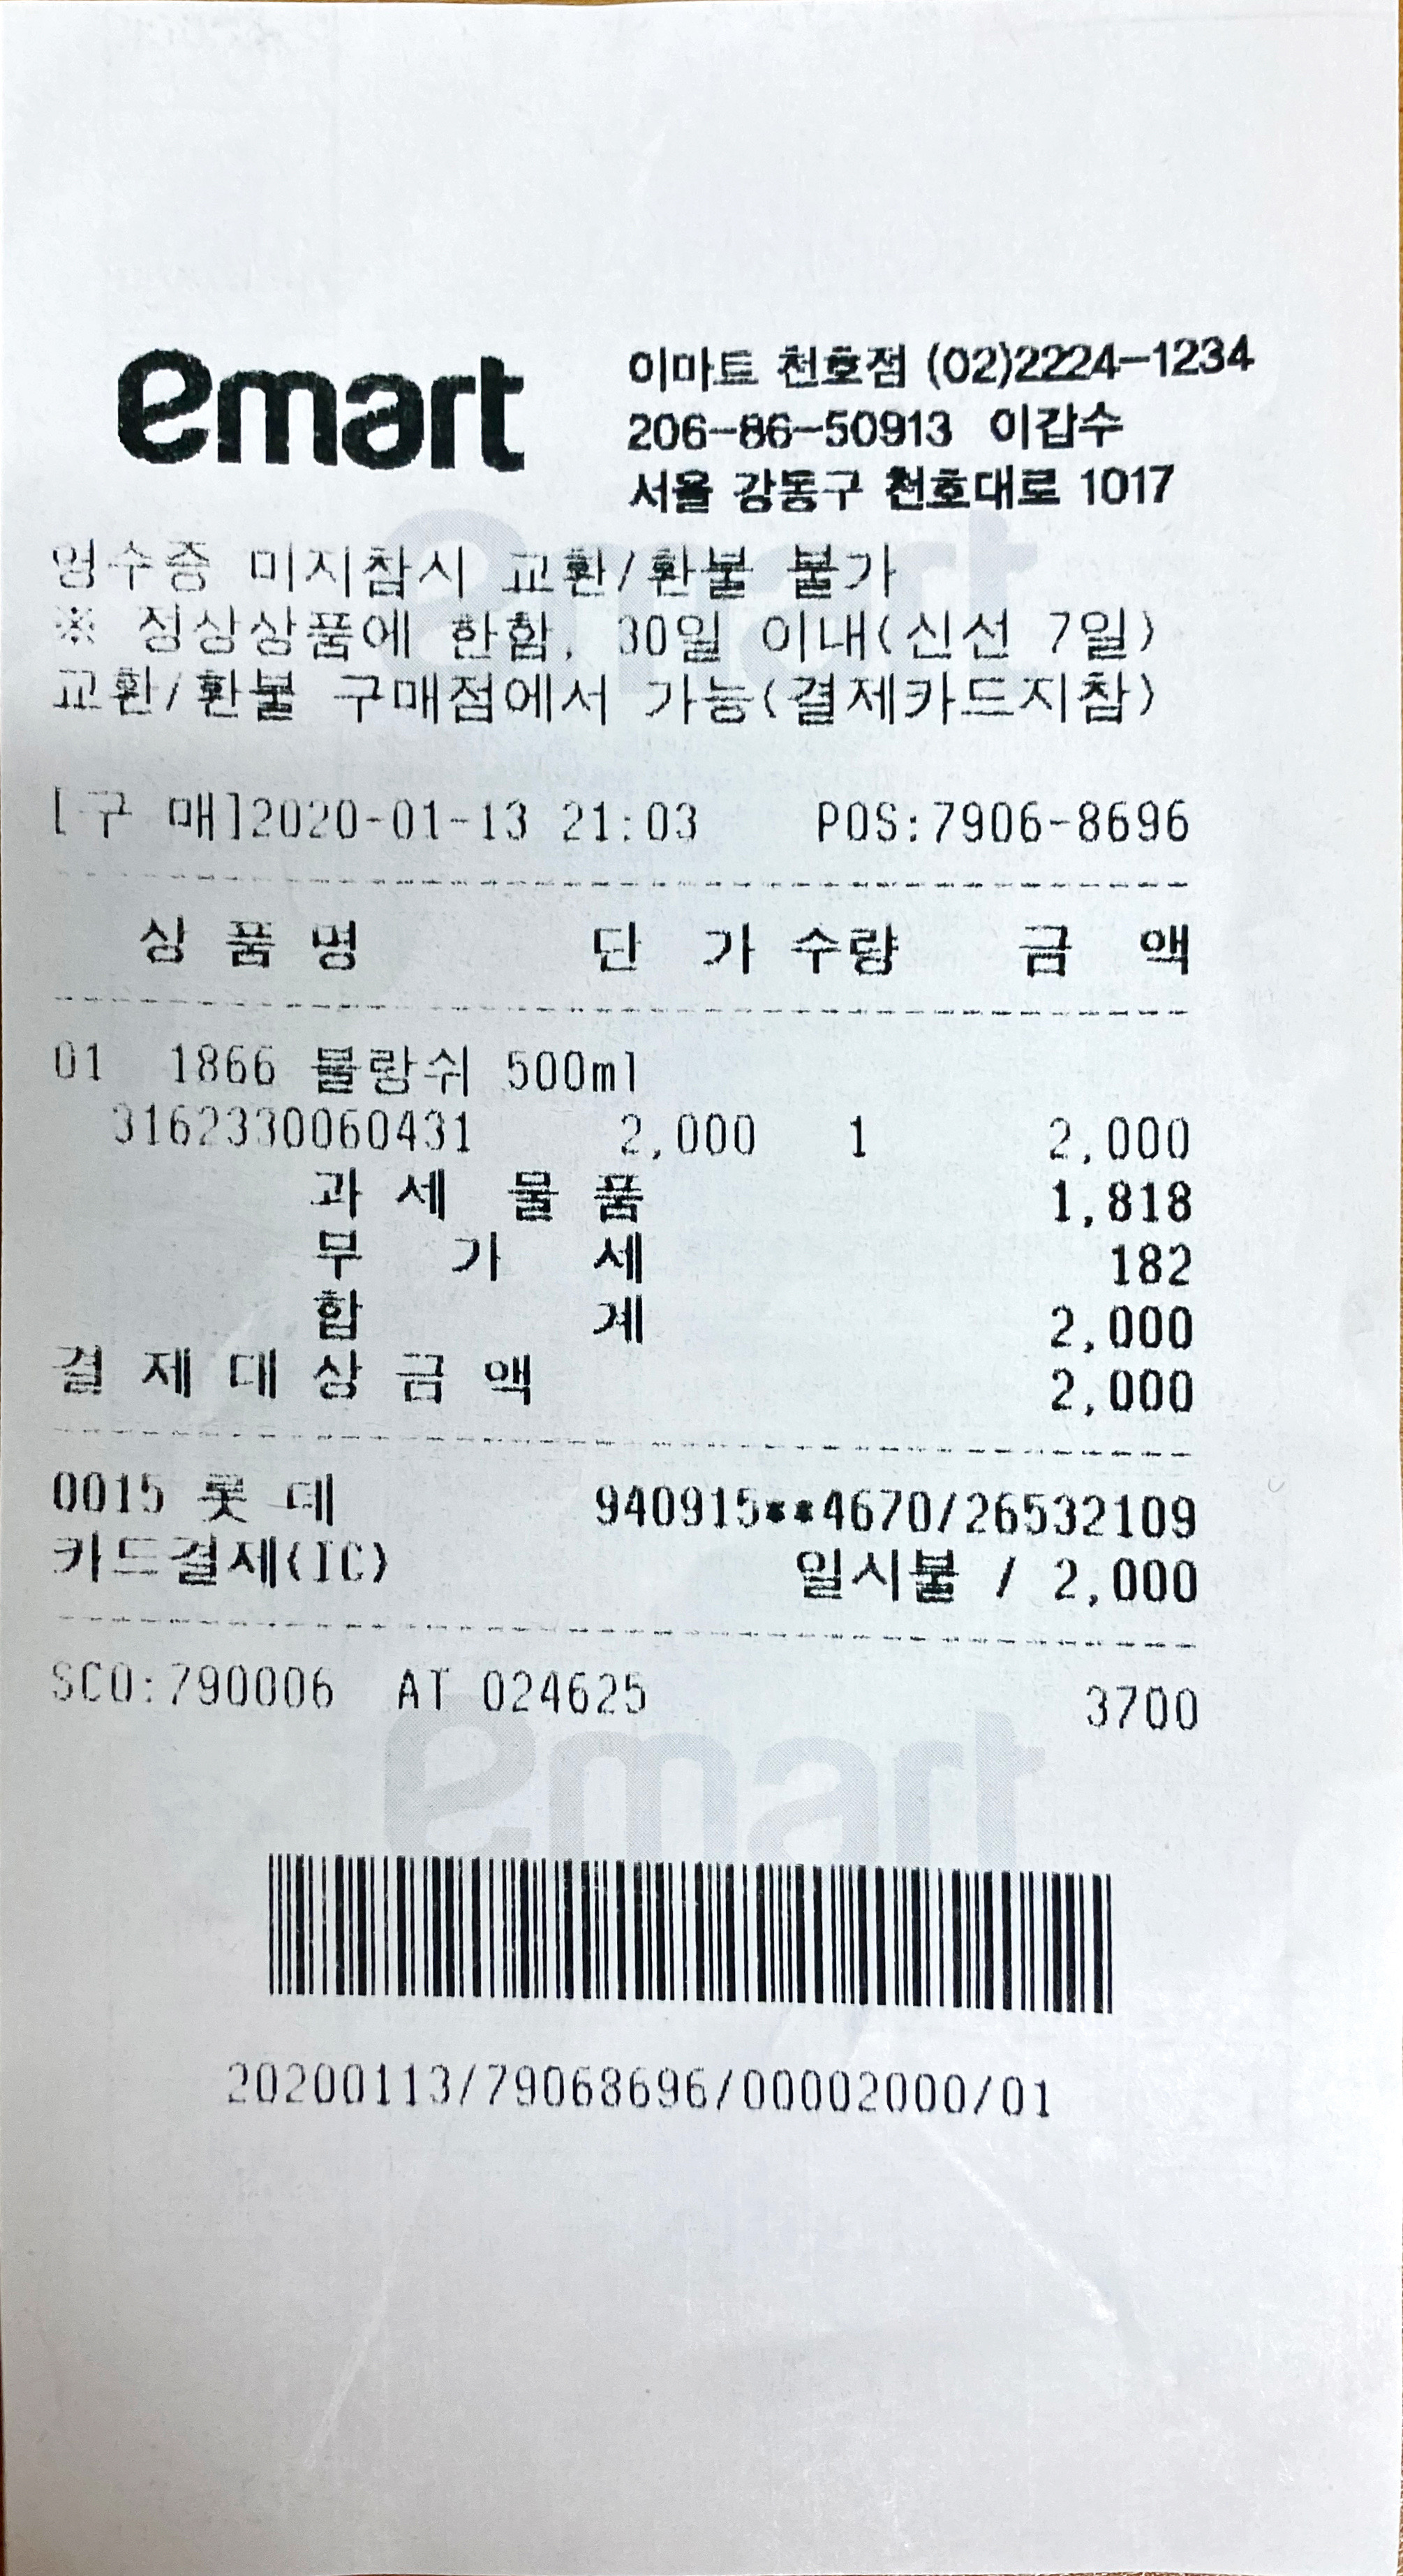 emart
이마트 천호점 (02)2224-1234
206-86-50913 이갑수
서울 강동구 천호대로 1017
영수증 미지참시 교환/환불 불가
※ 정상상품에 한함, 30일 이내(신선 7일)
교환/환불 구매점에서 가능(결제카드지참)
[구 매]2020-01-13 21:03 POS:7906-8696
상 품 명 단 가 수량 금 액
01 1866 블랑쉬 500ml
3162330060431 2,000 1 2,000
과 세 물 품 1,818
부 가 세 182
합 계 2,000
결 제 대 상 금 액 2,000
0015 롯 데 940915**4670/26532109
카드결제(IC) 일시불 / 2,000
SCO:790006 AT 024625 3700
emart
20200113/79068696/00002000/01